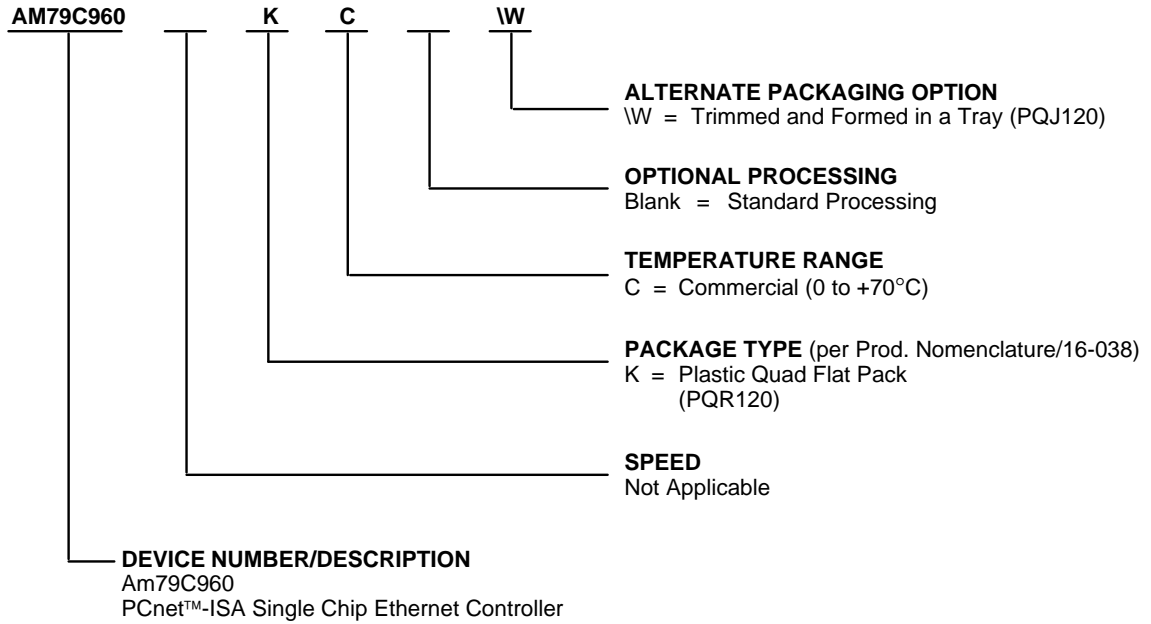 AM79C960 K C \W
ALTERNATE PACKAGING OPTION
\W = Trimmed and Formed in a Tray (PQJ120)
OPTIONAL PROCESSING
Blank = Standard Processing
TEMPERATURE RANGE
C = Commercial (0 to +70°C)
PACKAGE TYPE (per Prod. Nomenclature/16-038)
K = Plastic Quad Flat Pack
(PQR120)
SPEED
Not Applicable
DEVICE NUMBER/DESCRIPTION
Am79C960
PCnet™-ISA Single Chip Ethernet Controller